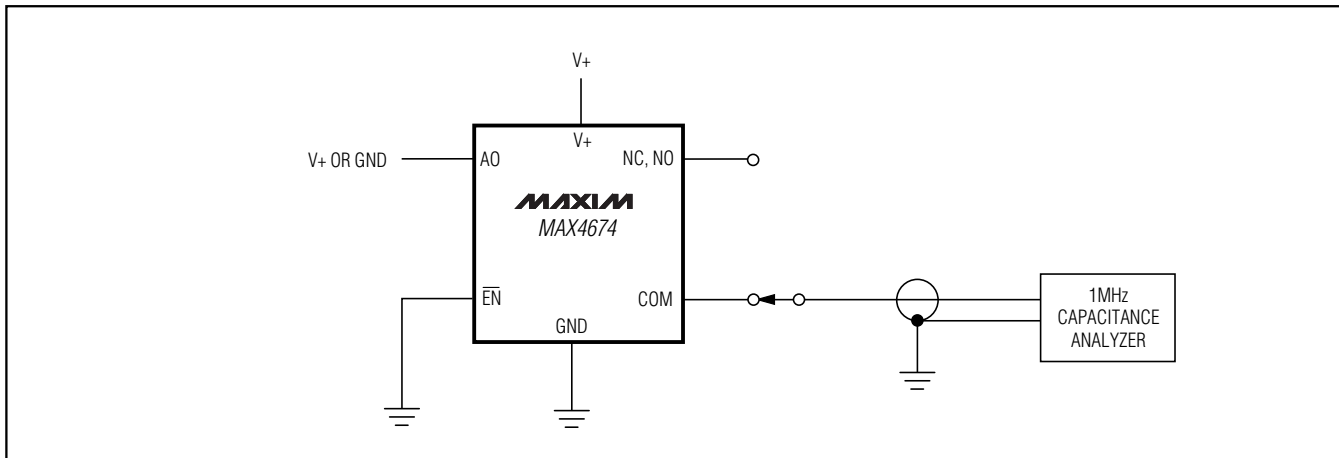 V+
V+
V+ OR GND
AO
NC, NO
MAXIM
MAX4674
EN
COM
GND
1MHz
CAPACITANCE
ANALYZER